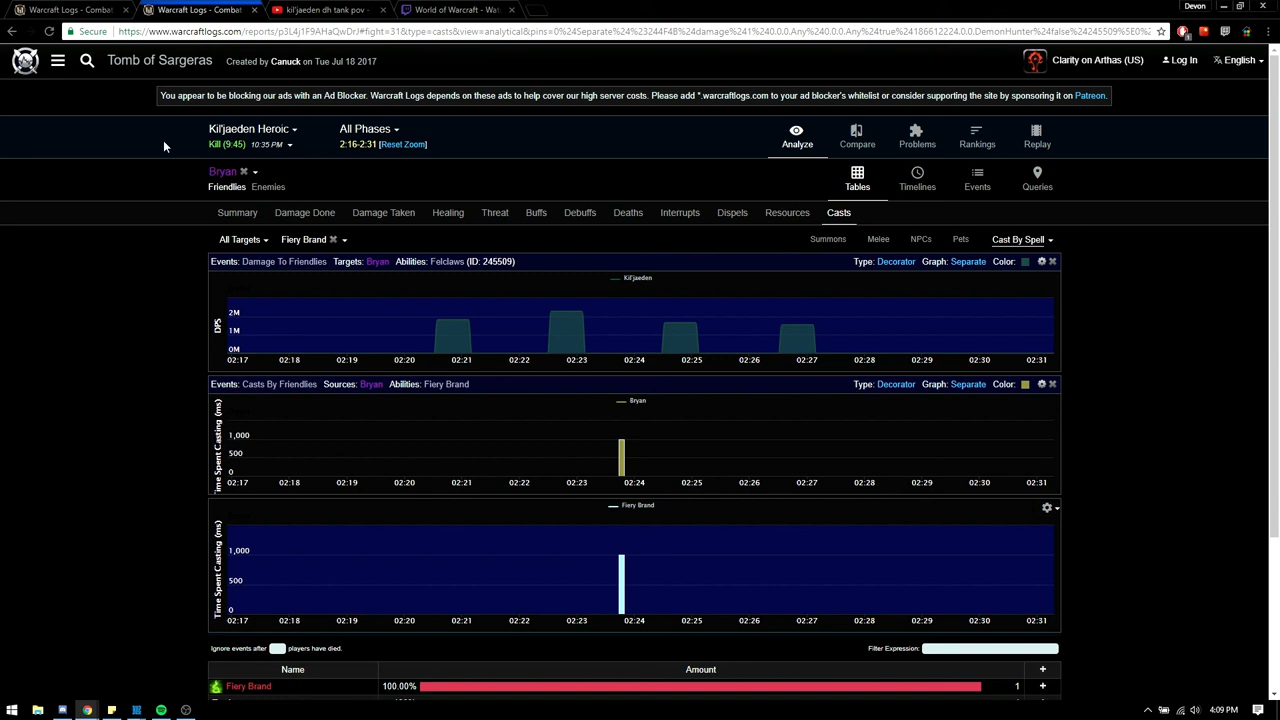 Warcraft Logs - Combat
Warcraft Logs - Combat
kil'jaeden dh tank pov -
World of Warcraft - Wat
Devon
Secure
Tomb of Sargeras
Created by Canuck on Tue Jul 18 2017
Clarity on Arthas (US)
Log In
English
You appear to be blocking our ads with an Ad Blocker. Warcraft Logs depends on these ads to help cover our high server costs. Please add *.warcraftlogs.com to your ad blocker's whitelist or consider supporting the site by sponsoring it on Patreon.
Kil'jaeden Heroic
All Phases
Kill (9:45) 10:35 PM
2:16-2:31 [Reset Zoom]
Analyze
Compare
Problems
Rankings
Replay
Bryan
Friendlies Enemies
Tables
Timelines
Events
Queries
Summary Damage Done Damage Taken Healing Threat Buffs Debuffs Deaths Interrupts Dispels Resources Casts
All Targets Fiery Brand
Summons Melee NPCs Pets Cast By Spell
Events: Damage To Friendlies Targets: Bryan Abilities: Felclaws (ID: 245509)
Type: Decorator Graph: Separate Color:
Kil'jaeden
DPS
2M
1M
0M
02:17 02:18 02:19 02:20 02:21 02:22 02:23 02:24 02:25 02:26 02:27 02:28 02:29 02:30 02:31
Events: Casts By Friendlies Sources: Bryan Abilities: Fiery Brand
Type: Decorator Graph: Separate Color:
Bryan
Time Spent Casting (ms)
1,000
500
0
02:17 02:18 02:19 02:20 02:21 02:22 02:23 02:24 02:25 02:26 02:27 02:28 02:29 02:30 02:31
Fiery Brand
Time Spent Casting (ms)
1,000
500
0
02:17 02:18 02:19 02:20 02:21 02:22 02:23 02:24 02:25 02:26 02:27 02:28 02:29 02:30 02:31
Ignore events after players have died.
Filter Expression:
Name Amount +
Fiery Brand 100.00% 1 +
4:09 PM